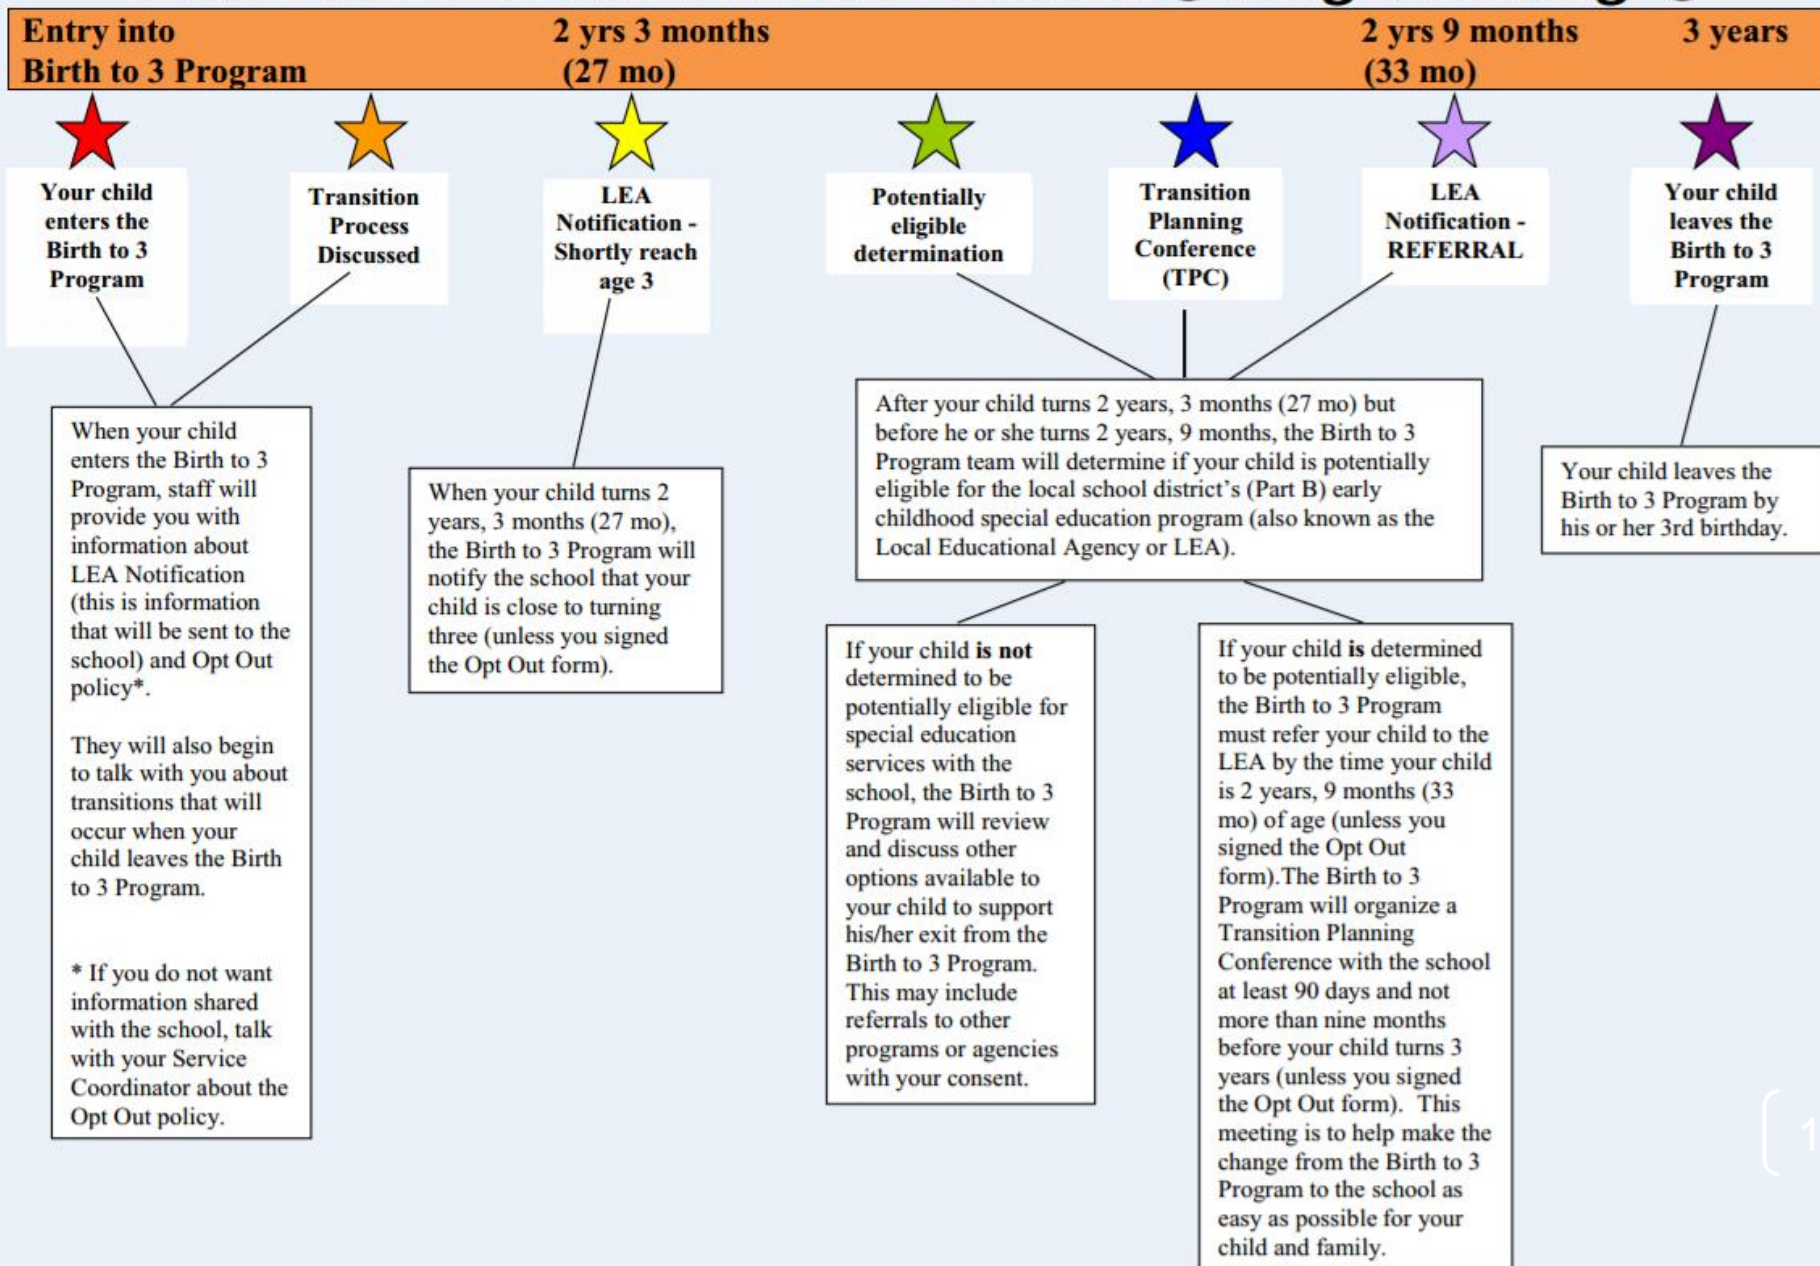 Entry into
Birth to 3 Program
2 yrs 3 months
(27 mo)
2 yrs 9 months
(33 mo)
3 years
Your child
enters the
Birth to 3
Program
Transition
Process
Discussed
LEA
Notification -
Shortly reach
age 3
Potentially
eligible
determination
Transition
Planning
Conference
(TPC)
LEA
Notification -
REFERRAL
Your child
leaves the
Birth to 3
Program
When your child
enters the Birth to 3
Program, staff will
provide you with
information about
LEA Notification
(this is information
that will be sent to the
school) and Opt Out
policy*.
They will also begin
to talk with you about
transitions that will
occur when your
child leaves the Birth
to 3 Program.
* If you do not want
information shared
with the school, talk
with your Service
Coordinator about the
Opt Out policy.
When your child turns 2
years, 3 months (27 mo),
the Birth to 3 Program will
notify the school that your
child is close to turning
three (unless you signed
the Opt Out form).
After your child turns 2 years, 3 months (27 mo) but
before he or she turns 2 years, 9 months, the Birth to 3
Program team will determine if your child is potentially
eligible for the local school district's (Part B) early
childhood special education program (also known as the
Local Educational Agency or LEA).
If your child is not
determined to be
potentially eligible for
special education
services with the
school, the Birth to 3
Program will review
and discuss other
options available to
your child to support
his/her exit from the
Birth to 3 Program.
This may include
referrals to other
programs or agencies
with your consent.
If your child is determined
to be potentially eligible,
the Birth to 3 Program
must refer your child to the
LEA by the time your child
is 2 years, 9 months (33
mo) of age (unless you
signed the Opt Out
form).The Birth to 3
Program will organize a
Transition Planning
Conference with the school
at least 90 days and not
more than nine months
before your child turns 3
years (unless you signed
the Opt Out form). This
meeting is to help make the
change from the Birth to 3
Program to the school as
easy as possible for your
child and family.
Your child leaves the
Birth to 3 Program by
his or her 3rd birthday.